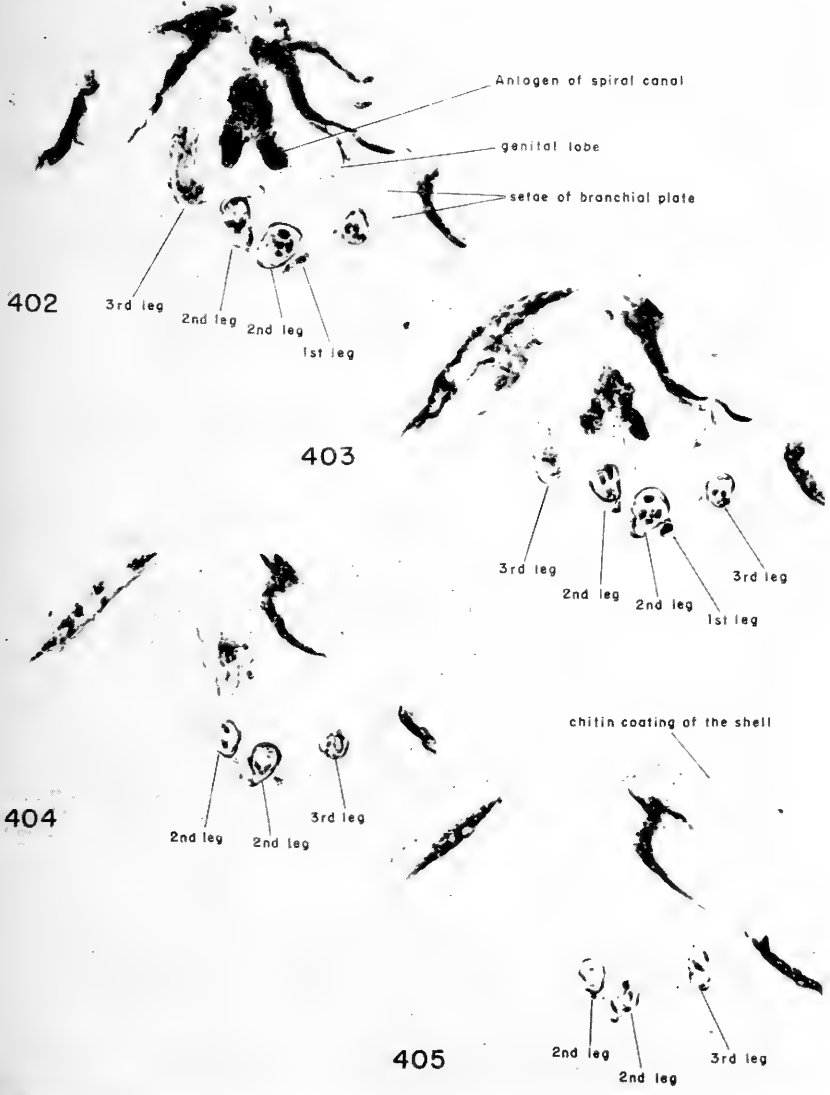 Anlagen of spiral canal
genital lobe
setae of branchial plate
402
3rd leg
2nd leg
2nd leg
1st leg
403
3rd leg
2nd leg
2nd leg
1st leg
3rd leg
chitin coating of the shell
404
2nd leg
2nd leg
3rd leg
405
2nd leg
2nd leg
3rd leg